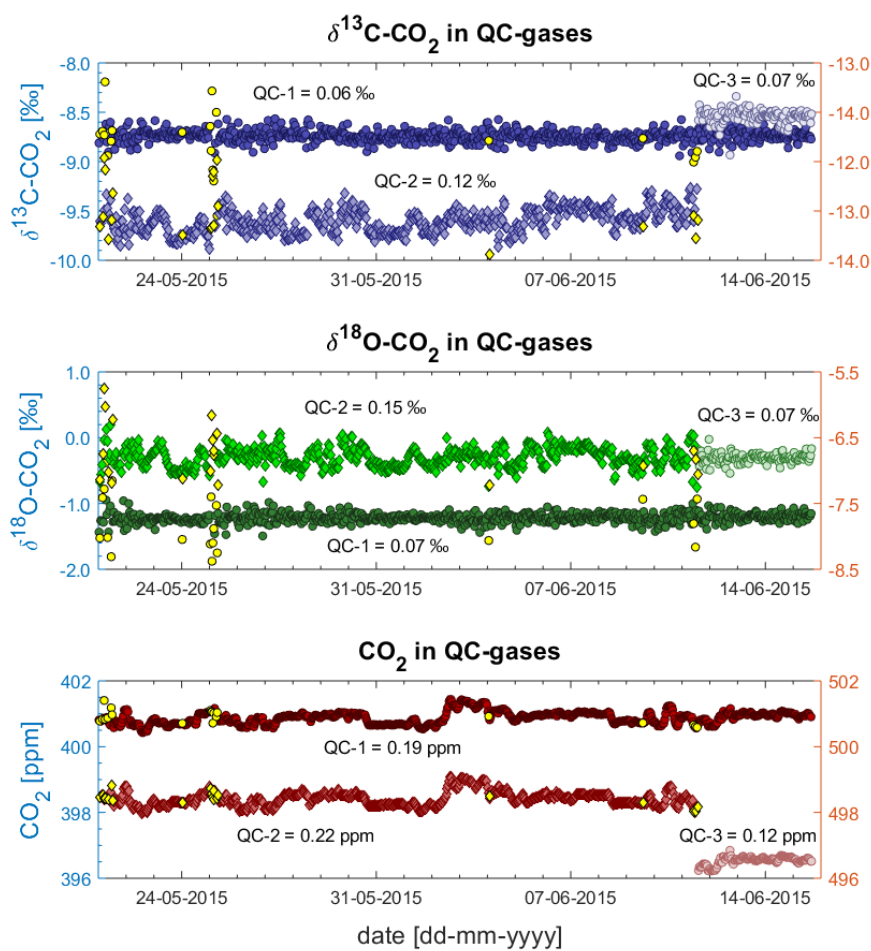 δ¹³C-CO₂ in QC-gases
δ¹³C-CO₂ [‰]
-8.0
-8.5
-9.0
-9.5
-10.0
-13.0
-14.0
-12.0
-13.0
-14.0
QC-1 = 0.06 ‰
QC-3 = 0.07 ‰
QC-2 = 0.12 ‰
24-05-2015 31-05-2015 07-06-2015 14-06-2015
δ¹⁸O-CO₂ in QC-gases
δ¹⁸O-CO₂ [‰]
1.0
0.0
-1.0
-2.0
-5.5
-6.5
-7.5
-8.5
QC-2 = 0.15 ‰
QC-3 = 0.07 ‰
QC-1 = 0.07 ‰
24-05-2015 31-05-2015 07-06-2015 14-06-2015
CO₂ in QC-gases
CO₂ [ppm]
402
400
398
396
502
500
498
496
QC-1 = 0.19 ppm
QC-2 = 0.22 ppm
QC-3 = 0.12 ppm
24-05-2015 31-05-2015 07-06-2015 14-06-2015
date [dd-mm-yyyy]